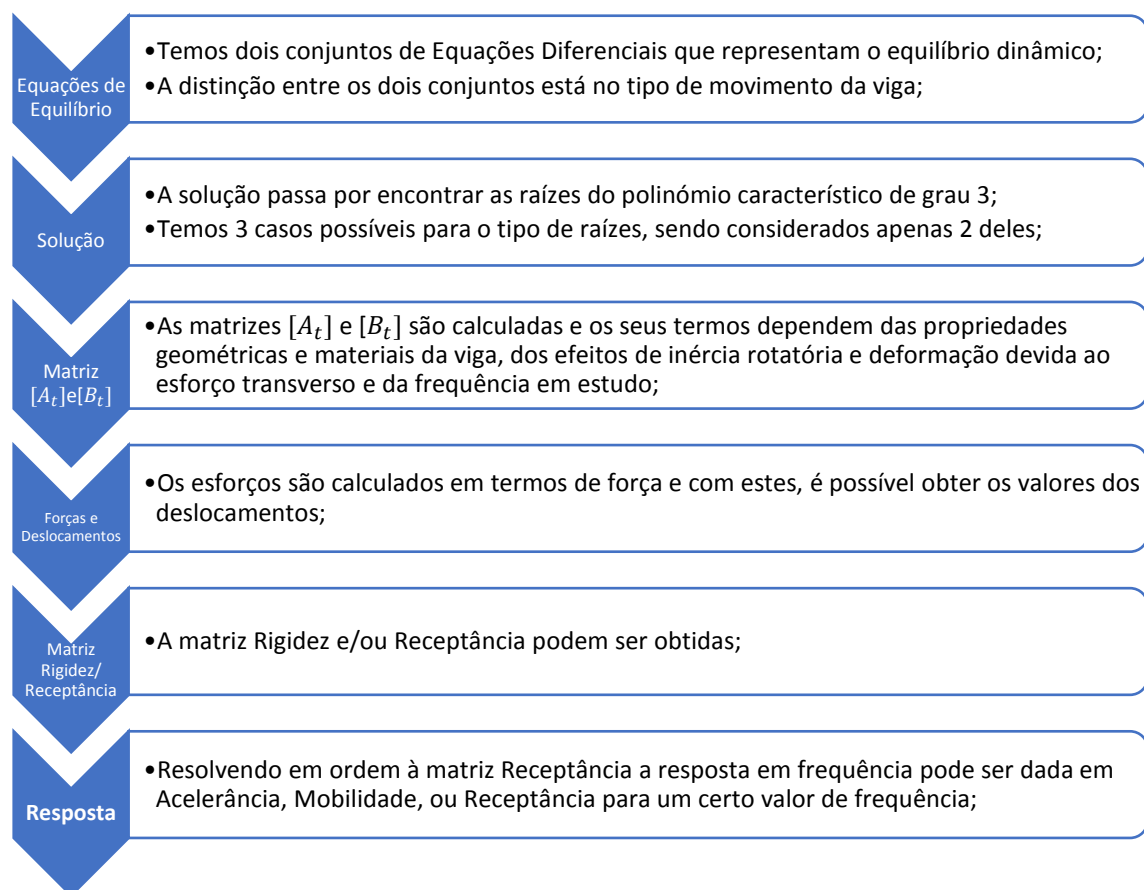 Equações de
Equilíbrio
•Temos dois conjuntos de Equações Diferenciais que representam o equilíbrio dinâmico;
•A distinção entre os dois conjuntos está no tipo de movimento da viga;
Solução
•A solução passa por encontrar as raízes do polinómio característico de grau 3;
•Temos 3 casos possíveis para o tipo de raízes, sendo considerados apenas 2 deles;
Matriz
[𝐴𝑡]e[𝐵𝑡]
•As matrizes [𝐴𝑡] e [𝐵𝑡] são calculadas e os seus termos dependem das propriedades
geométricas e materiais da viga, dos efeitos de inércia rotatória e deformação devida ao
esforço transverso e da frequência em estudo;
Forças e
Deslocamentos
•Os esforços são calculados em termos de força e com estes, é possível obter os valores dos
deslocamentos;
Matriz
Rigidez/
Receptância
•A matriz Rigidez e/ou Receptância podem ser obtidas;
Resposta
•Resolvendo em ordem à matriz Receptância a resposta em frequência pode ser dada em
Acelerância, Mobilidade, ou Receptância para um certo valor de frequência;